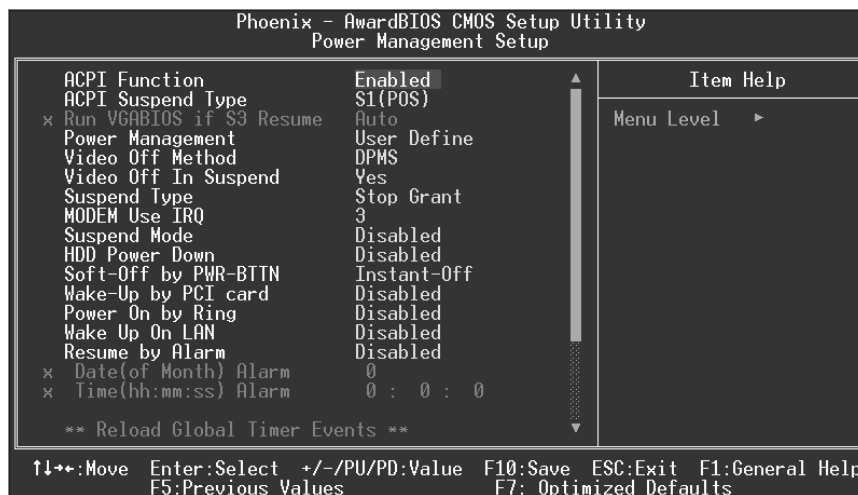 Phoenix - AwardBIOS CMOS Setup Utility
Power Management Setup
ACPI Function Enabled
ACPI Suspend Type S1(POS)
x Run VGABIOS if S3 Resume Auto
Power Management User Define
Video Off Method DPMS
Video Off In Suspend Yes
Suspend Type Stop Grant
MODEM Use IRQ 3
Suspend Mode Disabled
HDD Power Down Disabled
Soft-Off by PWR-BTTN Instant-Off
Wake-Up by PCI card Disabled
Power On by Ring Disabled
Wake Up On LAN Disabled
Resume by Alarm Disabled
x Date(of Month) Alarm 0
x Time(hh:mm:ss) Alarm 0 : 0 : 0
** Reload Global Timer Events **
Item Help
Menu Level ►
↑↓→←:Move Enter:Select +/-/PU/PD:Value F10:Save ESC:Exit F1:General Help
F5:Previous Values F7: Optimized Defaults